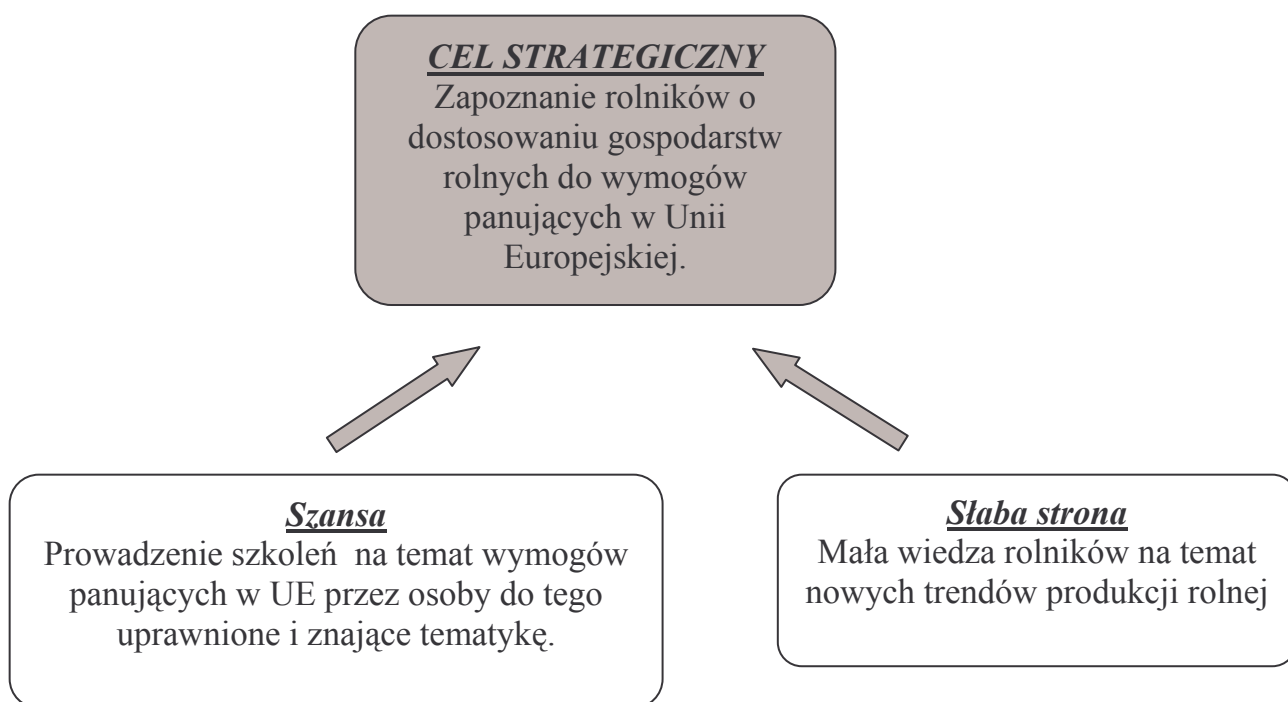 CEL STRATEGICZNY
Zapoznanie rolników o
dostosowaniu gospodarstw
rolnych do wymogów
panujących w Unii
Europejskiej.
Szansa
Prowadzenie szkoleń na temat wymogów
panujących w UE przez osoby do tego
uprawnione i znające tematykę.
Słaba strona
Mała wiedza rolników na temat
nowych trendów produkcji rolnej